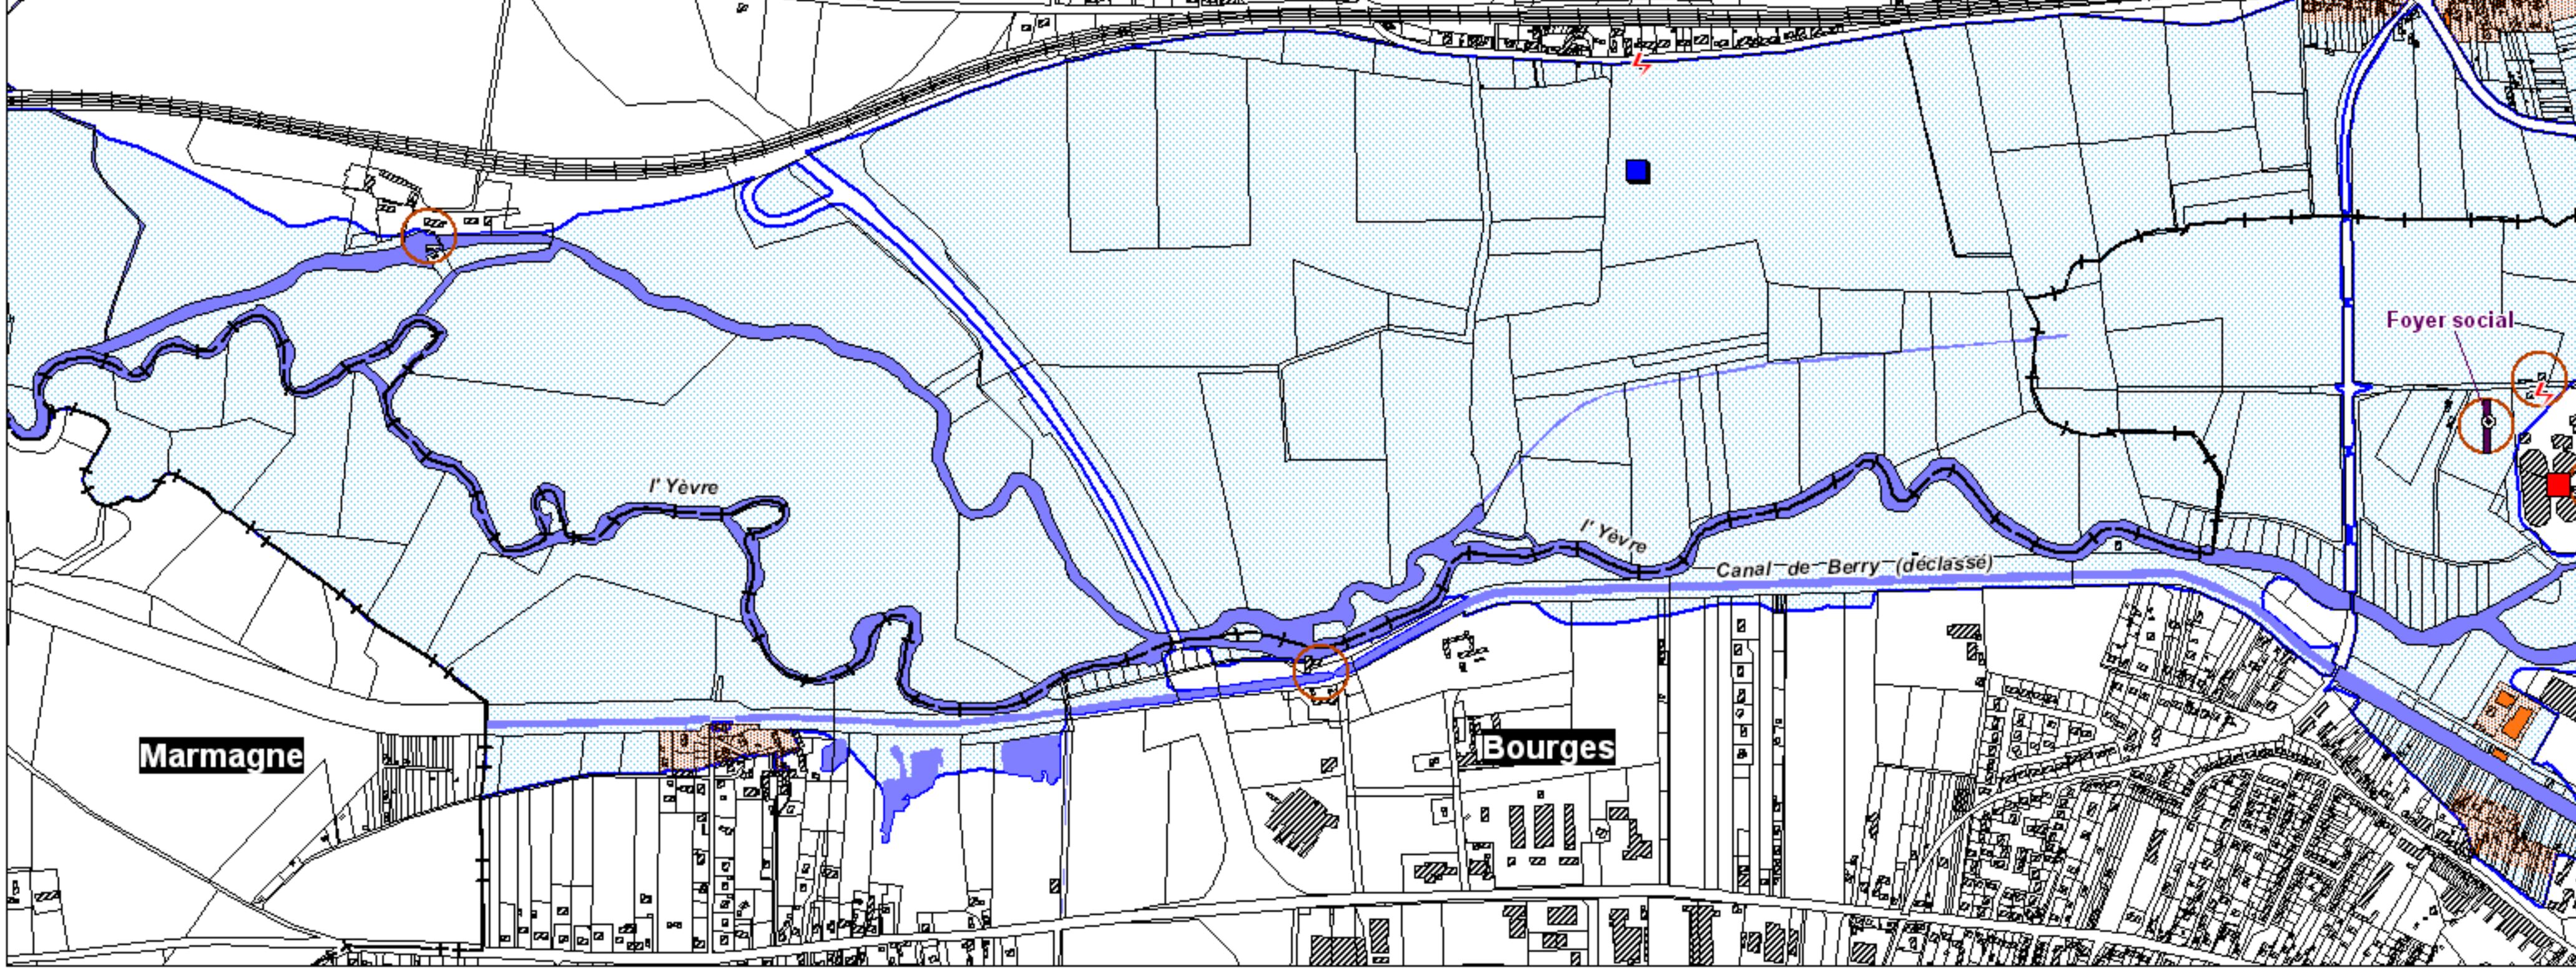 Foyer social
l' Yèvre
l' Yèvre
Canal de Berry (déclassé)
Marmagne
Bourges